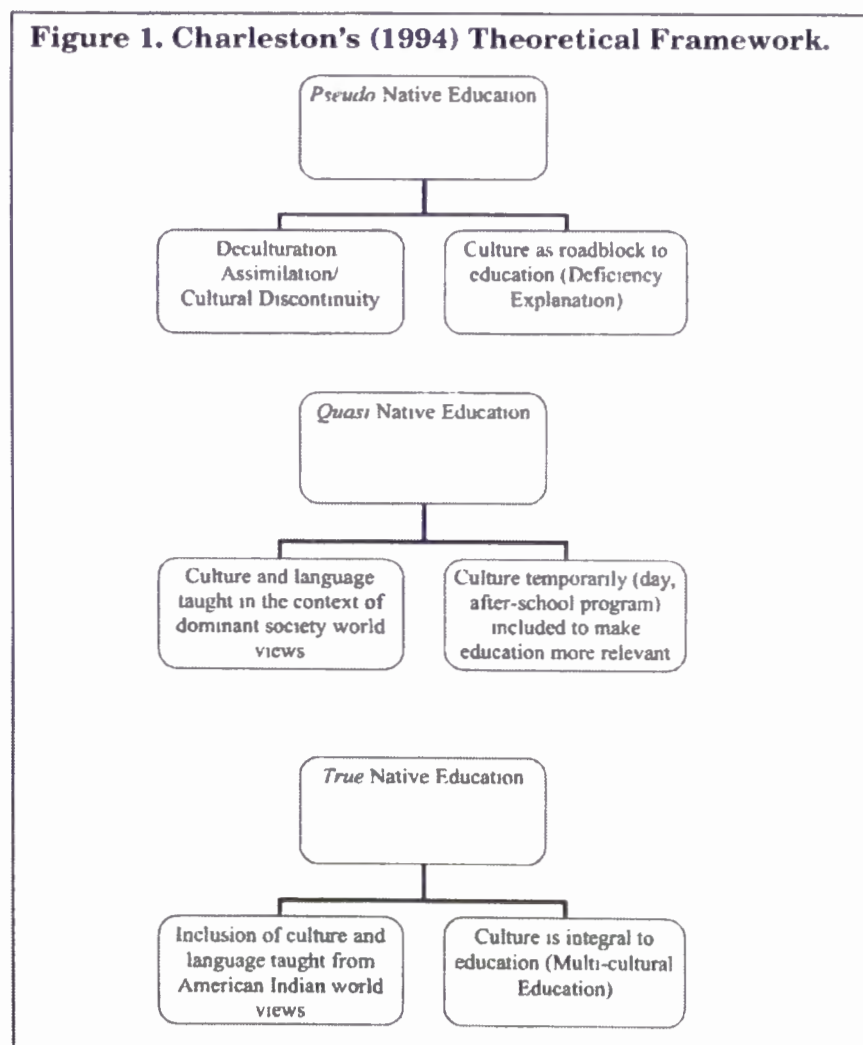 Figure 1. Charleston's (1994) Theoretical Framework.
Pseudo Native Education
Deculturation
Assimilation/
Cultural Discontinuity
Culture as roadblock to
education (Deficiency
Explanation)
Quasi Native Education
Culture and language
taught in the context of
dominant society world
views
Culture temporarily (day,
after-school program)
included to make
education more relevant
True Native Education
Inclusion of culture and
language taught from
American Indian world
views
Culture is integral to
education (Multi-cultural
Education)